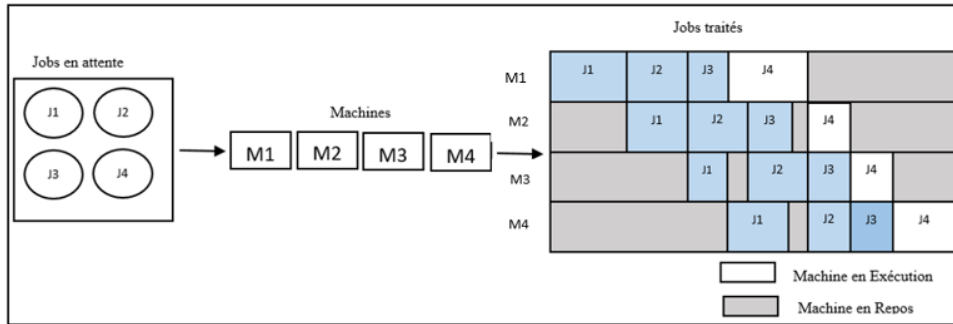 Jobs traités
Jobs en attente
J1 J2
J3 J4
Machines
M1 M2 M3 M4
M1 J1 J2 J3 J4
M2 J1 J2 J3 J4
M3 J1 J2 J3 J4
M4 J1 J2 J3 J4
Machine en Exécution
Machine en Repos